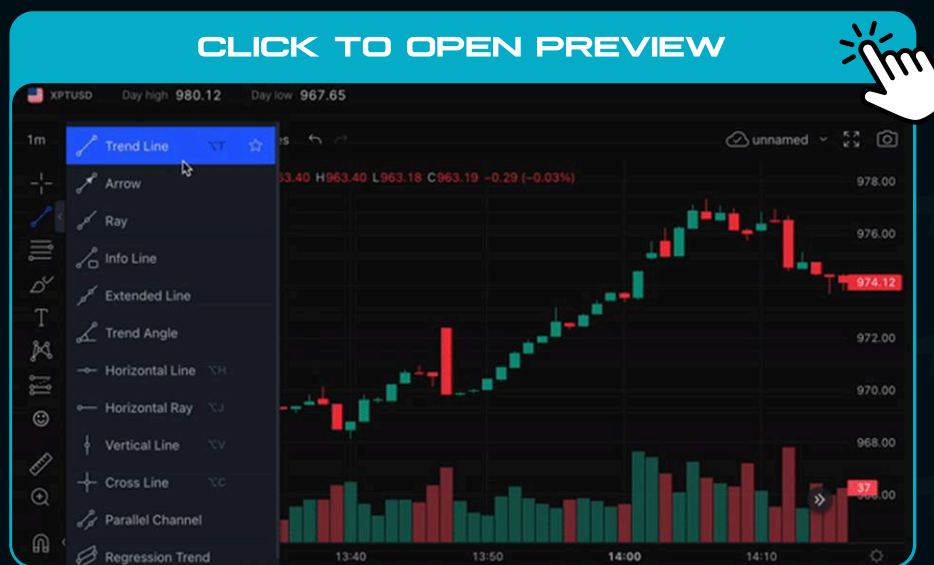 CLICK TO OPEN PREVIEW
XPTUSD Day high 980.12 Day low 967.65
1m
unnamed
Trend Line ⌥T
H963.40 L963.18 C963.19 −0.29 (−0.03%)
Arrow
Ray
Info Line
Extended Line
Trend Angle
Horizontal Line ⌥H
Horizontal Ray ⌥J
Vertical Line ⌥V
Cross Line ⌥C
Parallel Channel
Regression Trend
978.00
976.00
974.12
972.00
970.00
968.00
37
13:40 13:50 14:00 14:10